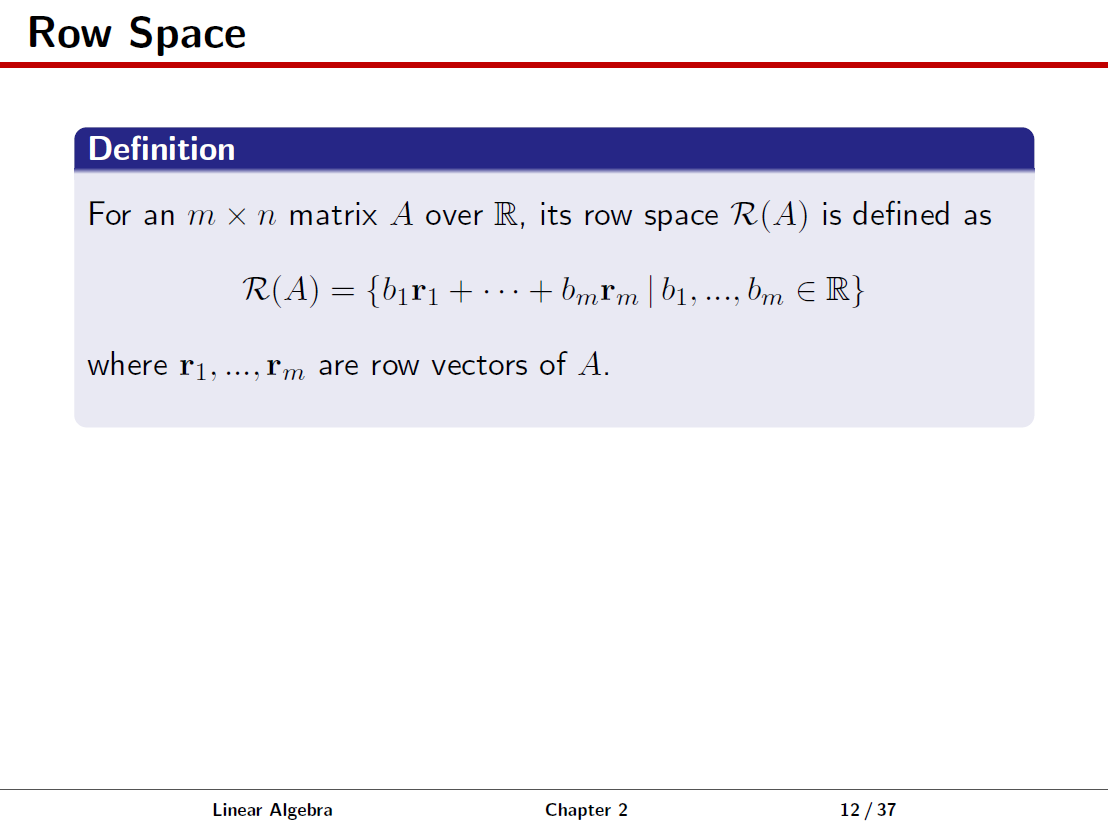 Row Space
Definition
For an m × n matrix A over ℝ, its row space ℛ(A) is defined as
ℛ(A) = {b₁r₁ + · · · + bₘrₘ | b₁, ..., bₘ ∈ ℝ}
where r₁, ..., rₘ are row vectors of A.
Linear Algebra Chapter 2 12 / 37